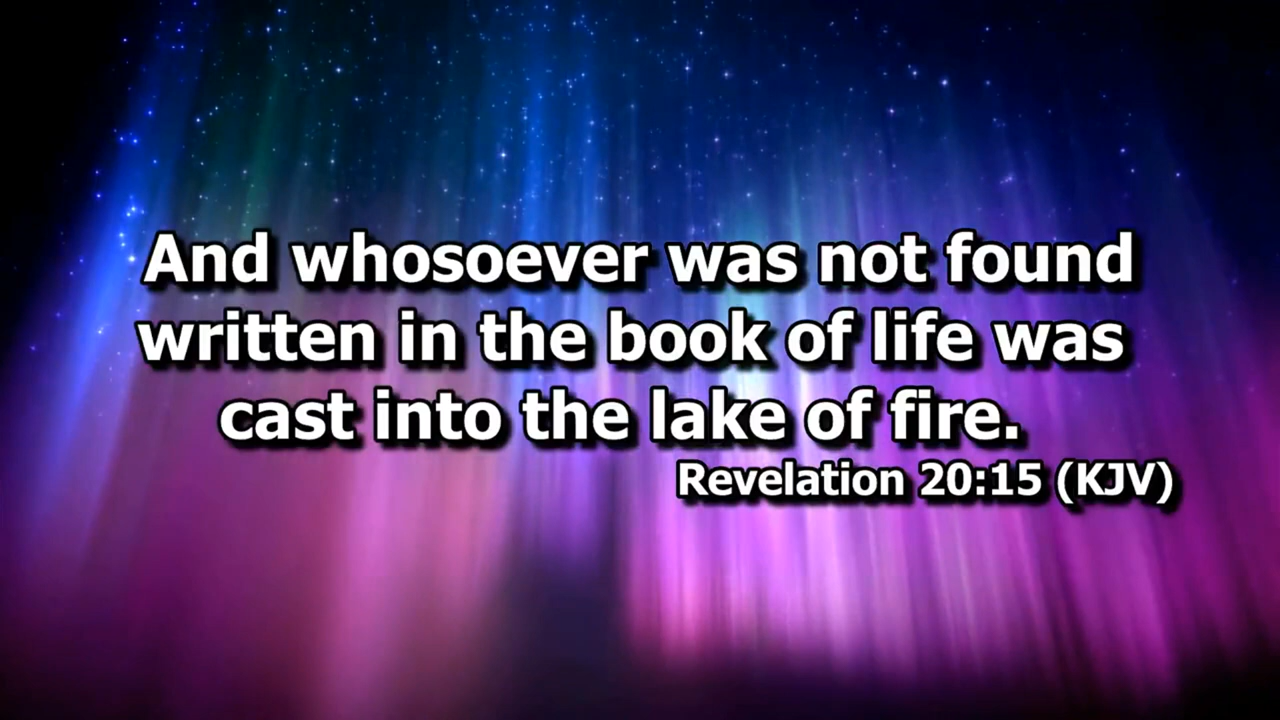 And whosoever was not found
written in the book of life was
cast into the lake of fire.
Revelation 20:15 (KJV)